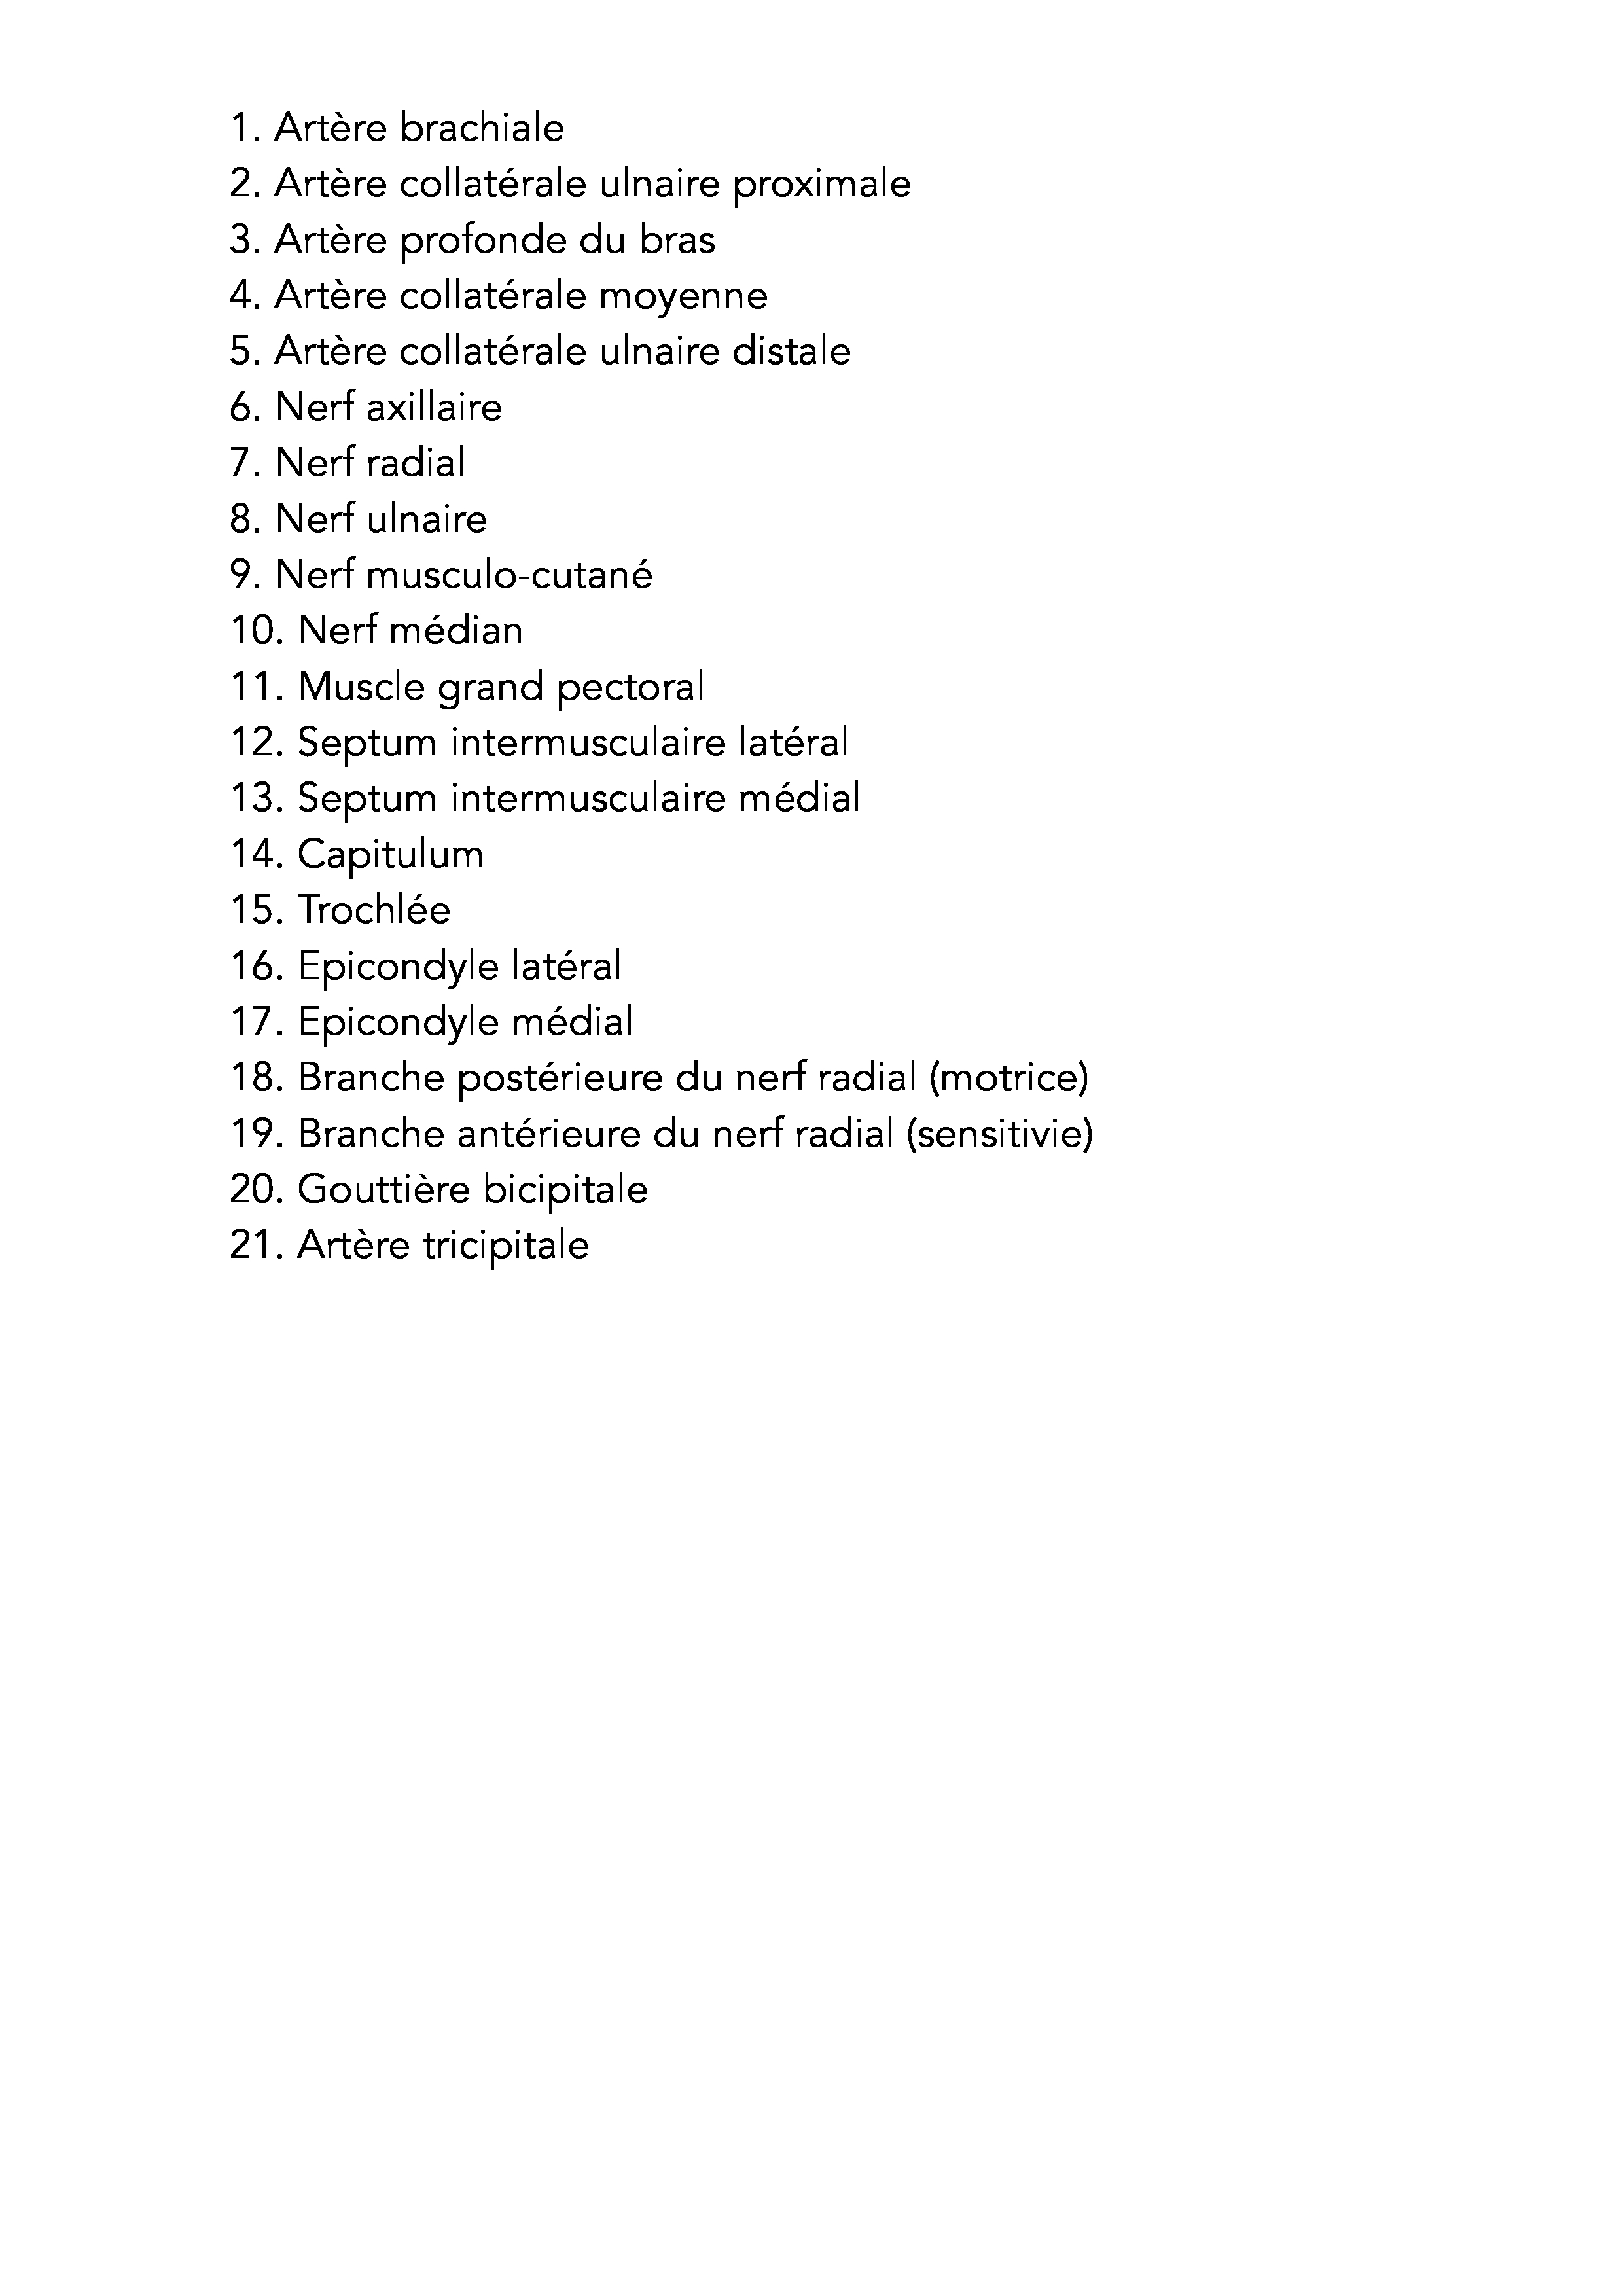 1. Artère brachiale
2. Artère collatérale ulnaire proximale
3. Artère profonde du bras
4. Artère collatérale moyenne
5. Artère collatérale ulnaire distale
6. Nerf axillaire
7. Nerf radial
8. Nerf ulnaire
9. Nerf musculo-cutané
10. Nerf médian
11. Muscle grand pectoral
12. Septum intermusculaire latéral
13. Septum intermusculaire médial
14. Capitulum
15. Trochlée
16. Epicondyle latéral
17. Epicondyle médial
18. Branche postérieure du nerf radial (motrice)
19. Branche antérieure du nerf radial (sensitivie)
20. Gouttière bicipitale
21. Artère tricipitale